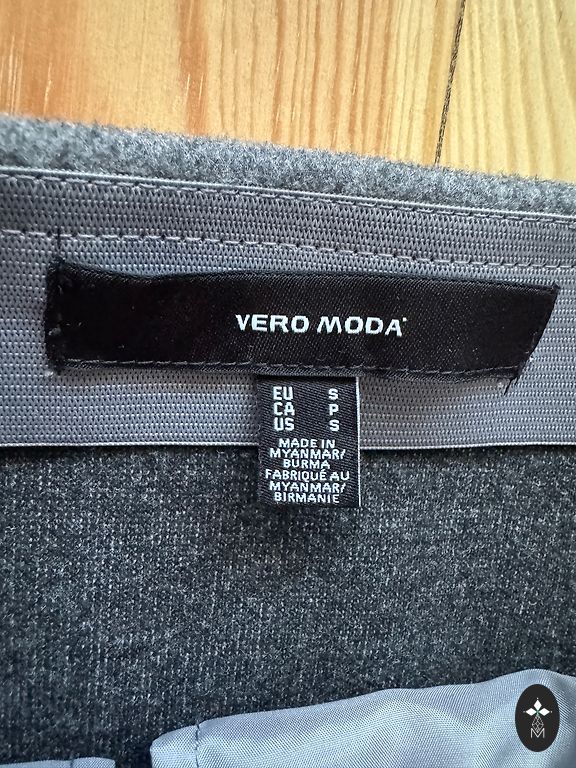 VERO MODA
EU S
CA P
US S
MADE IN
MYANMAR/
BURMA
FABRIQUÉ AU
MYANMAR/
BIRMANIE
M